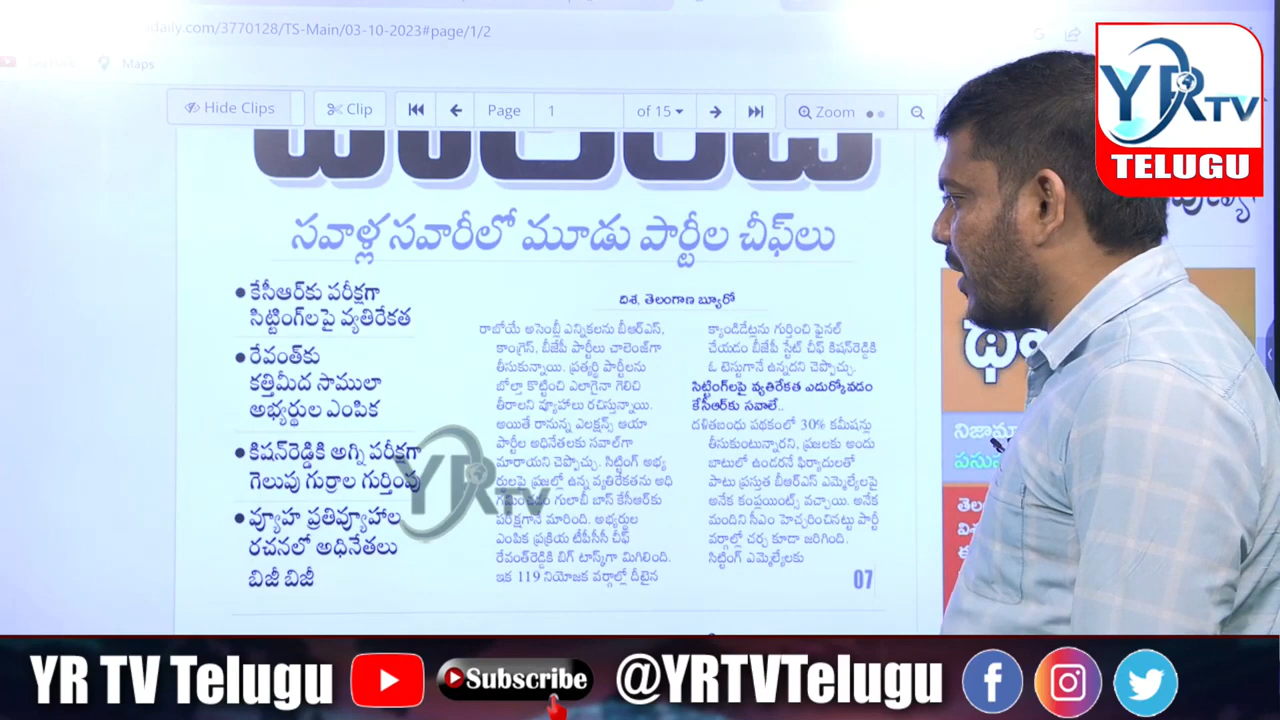 daily.com/3770128/TS-Main/03-10-2023#page/1/2
Maps
Hide Clips
Clip
Page
1
of 15
Zoom
YR TV
TELUGU
సవాళ్ల సవారీలో మూడు పార్టీల చీఫ్‌లు
• కేసీఆర్‌కు పరీక్షగా
సిట్టింగ్‌లపై వ్యతిరేకత
• రేవంత్‌కు
కత్తిమీద సాములా
అభ్యర్థుల ఎంపిక
• కిషన్‌రెడ్డికి అగ్ని పరీక్షగా
గెలుపు గుర్రాల గుర్తింపు
• వ్యూహ ప్రతివ్యూహాల
రచనలో అధినేతలు
బిజీ బిజీ
దిశ, తెలంగాణ బ్యూరో
రాబోయే అసెంబ్లీ ఎన్నికలను బీఆర్ఎస్,
కాంగ్రెస్, బీజేపీ పార్టీలు చాలెంజ్‌గా
తీసుకున్నాయి. ప్రత్యర్థి పార్టీలను
బోల్తా కొట్టించి ఎలాగైనా గెలిచి
తీరాలని వ్యూహాలు రచిస్తున్నాయి.
అయితే రానున్న ఎలక్షన్స్ ఆయా
పార్టీల అధినేతలకు సవాల్‌గా
మారాయని చెప్పొచ్చు. సిట్టింగ్ అభ్య
ర్థులపై ప్రజల్లో ఉన్న వ్యతిరేకతను అధి
గమించడం గులాబీ బాస్ కేసీఆర్‌కు
పరీక్షగానే మారింది. అభ్యర్థుల
ఎంపిక ప్రక్రియ టీపీసీసీ చీఫ్
రేవంత్‌రెడ్డికి బిగ్ టాస్క్‌గా మిగిలింది.
ఇక 119 నియోజక వర్గాల్లో దీటైన
క్యాండిడేట్లను గుర్తించి ఫైనల్
చేయడం బీజేపీ స్టేట్ చీఫ్ కిషన్‌రెడ్డికి
ఓ టెస్టుగానే ఉన్నదని చెప్పొచ్చు.
సిట్టింగ్‌లపై వ్యతిరేకత ఎదుర్కోవడం
కేసీఆర్‌కు సవాలే..
దళితబంధు పథకంలో 30% కమీషన్లు
తీసుకుంటున్నారని, ప్రజలకు అందు
బాటులో ఉండరనే ఫిర్యాదులతో
పాటు ప్రస్తుత బీఆర్ఎస్ ఎమ్మెల్యేలపై
అనేక కంప్లయింట్స్ వచ్చాయి. అనేక
మందిని సీఎం హెచ్చరించినట్టు పార్టీ
వర్గాల్లో చర్చ కూడా జరిగింది.
సిట్టింగ్ ఎమ్మెల్యేలకు
07
YR TV
YR TV Telugu
Subscribe
@YRTVTelugu